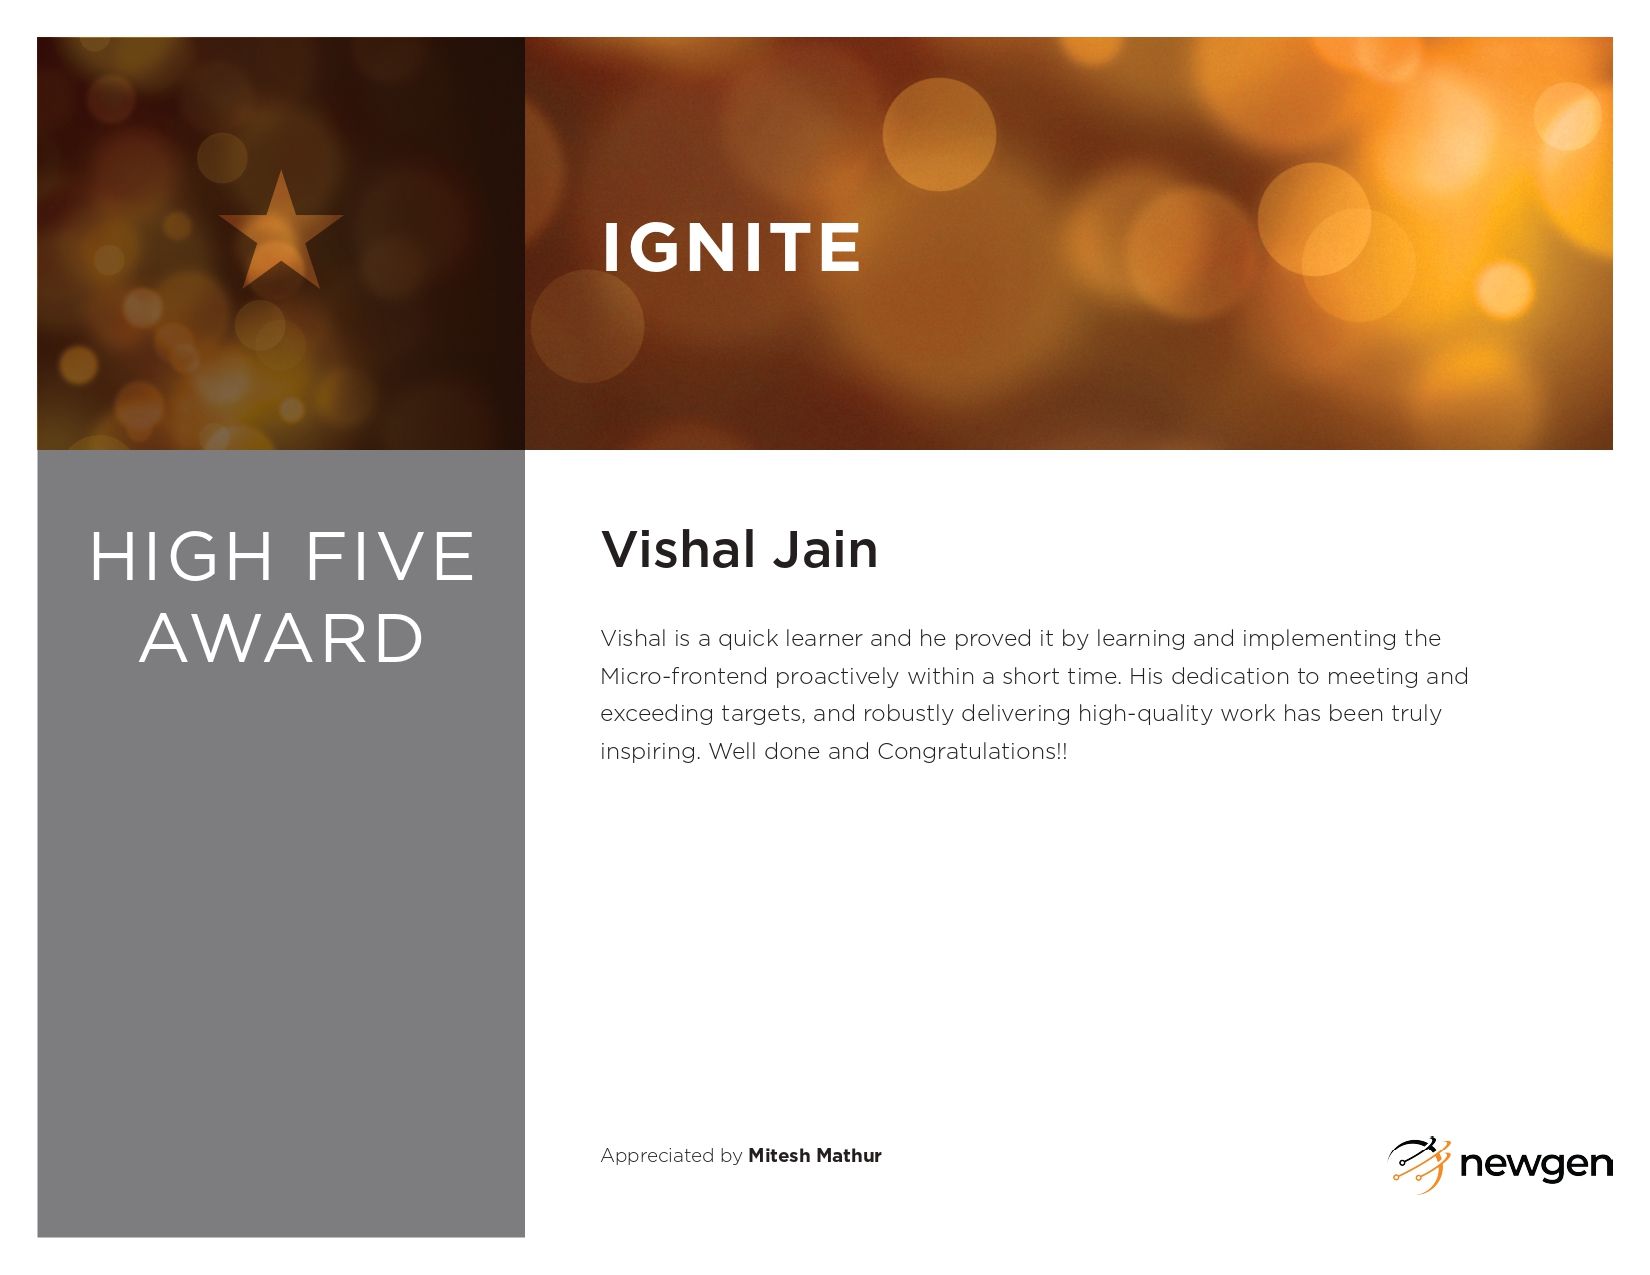 IGNITE
HIGH FIVE
AWARD
Vishal Jain
Vishal is a quick learner and he proved it by learning and implementing the
Micro-frontend proactively within a short time. His dedication to meeting and
exceeding targets, and robustly delivering high-quality work has been truly
inspiring. Well done and Congratulations!!
Appreciated by Mitesh Mathur
newgen